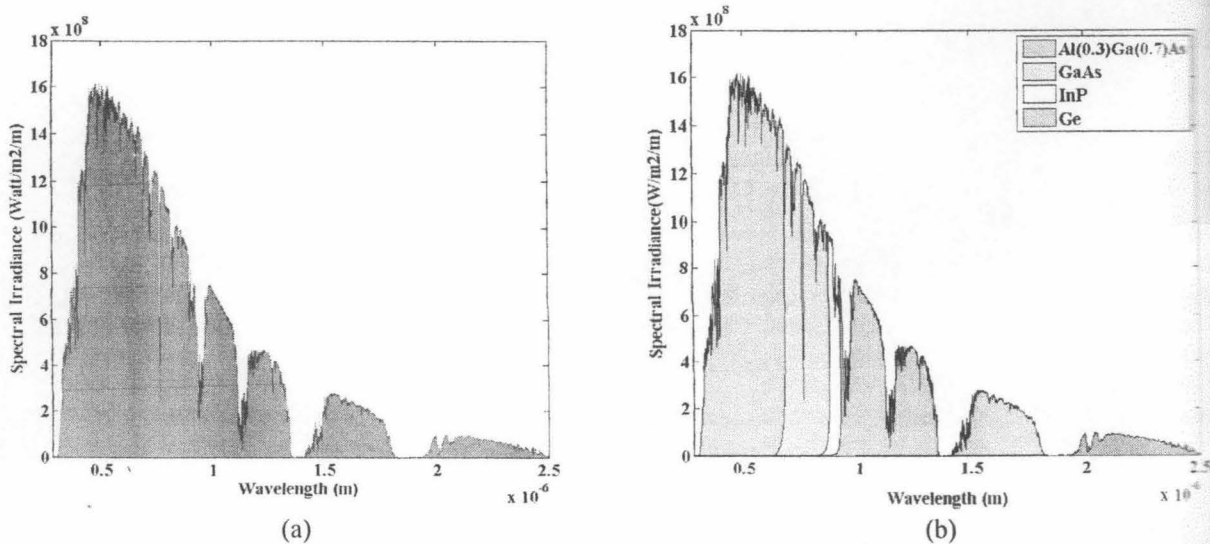 x 10^8
18
16
14
12
10
8
6
4
2
0
Spectral Irradiance (Watt/m2/m)
0.5
1
1.5
2
2.5
Wavelength (m)
x 10^-6
(a)
x 10^8
18
16
14
12
10
8
6
4
2
0
Spectral Irradiance(W/m2/m)
Al(0.3)Ga(0.7)As
GaAs
InP
Ge
0.5
1
1.5
2
2.5
Wavelength (m)
x 10^-6
(b)